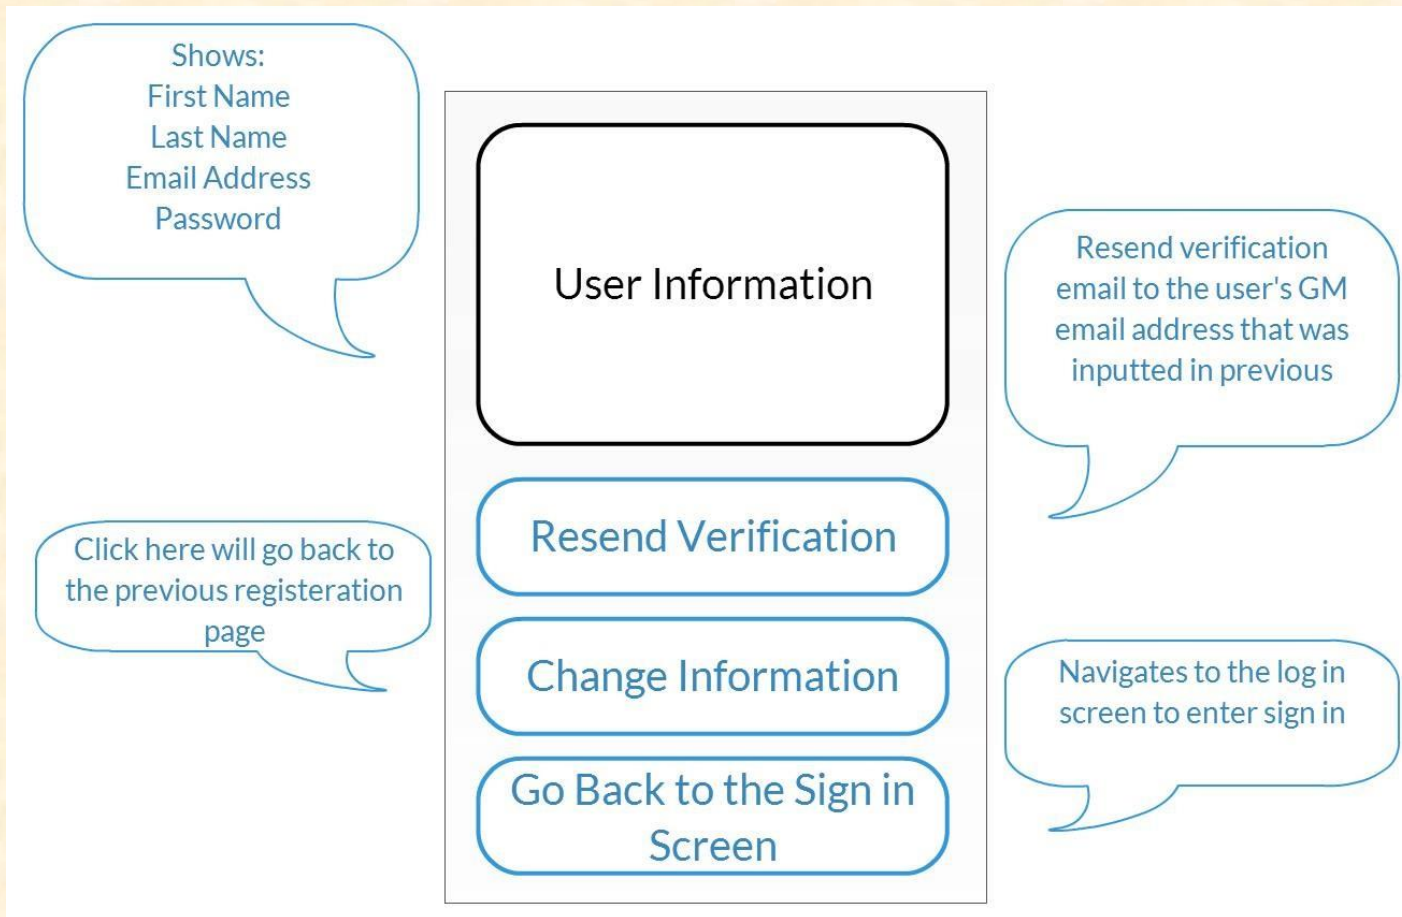 Shows:
First Name
Last Name
Email Address
Password
User Information
Resend verification
email to the user's GM
email address that was
inputted in previous
Resend Verification
Click here will go back to
the previous registeration
page
Change Information
Navigates to the log in
screen to enter sign in
Go Back to the Sign in
Screen